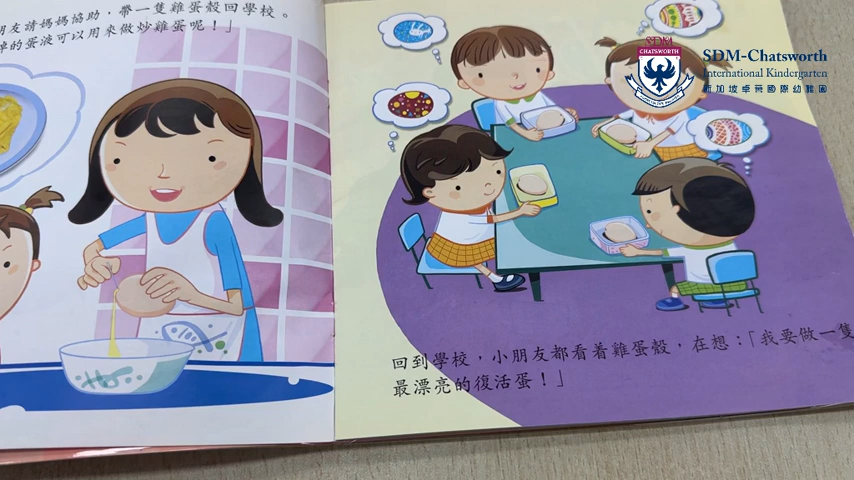 朋友請媽媽協助，帶一隻雞蛋殼回學校。
的蛋液可以用來做炒雞蛋呢！」
回到學校，小朋友都看着雞蛋殼，在想：「我要做一隻
最漂亮的復活蛋！」
SDM
CHATSWORTH
SDM-Chatsworth
International Kindergarten
新加坡卓華國際幼稚園